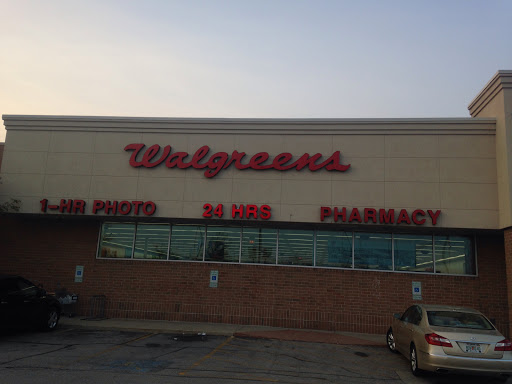 Walgreens
1-HR PHOTO 24 HRS PHARMACY